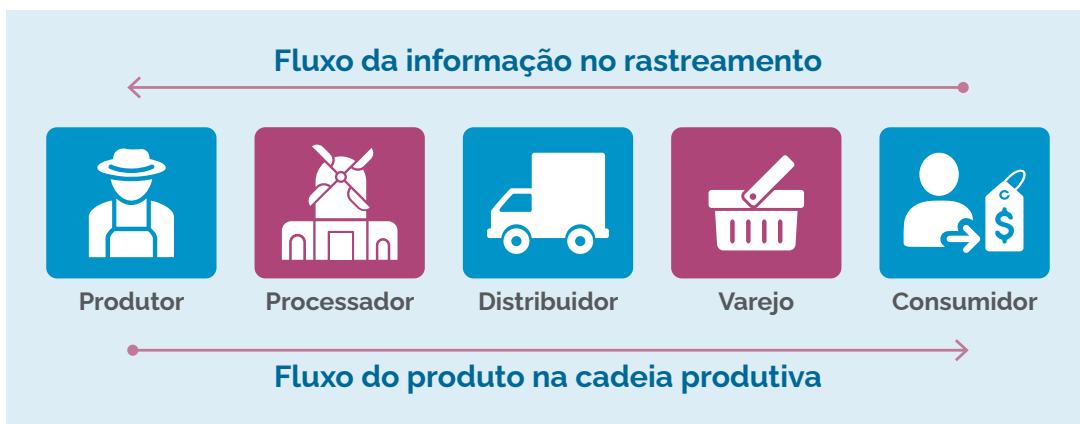 Fluxo da informação no rastreamento
Produtor
Processador
Distribuidor
Varejo
Consumidor
Fluxo do produto na cadeia produtiva